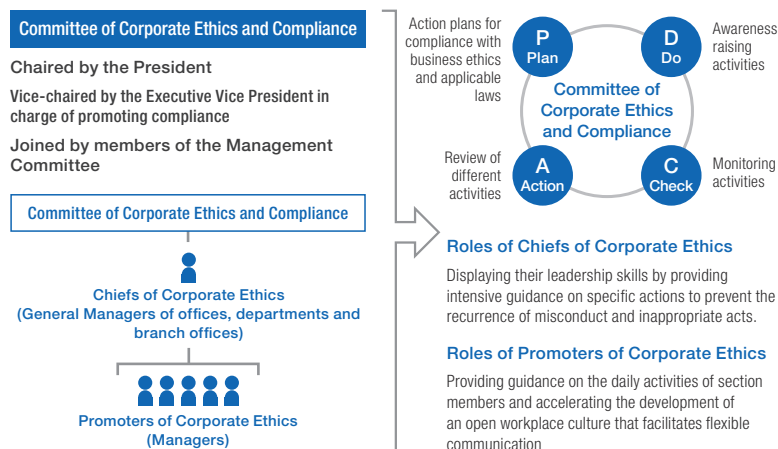 Committee of Corporate Ethics and Compliance
Chaired by the President
Vice-chaired by the Executive Vice President in
charge of promoting compliance
Joined by members of the Management
Committee
Committee of Corporate Ethics and Compliance
Chiefs of Corporate Ethics
(General Managers of offices, departments and
branch offices)
Promoters of Corporate Ethics
(Managers)
Action plans for
compliance with
business ethics
and applicable
laws
P
Plan
D
Do
Awareness
raising
activities
Committee of
Corporate Ethics
and Compliance
Review of
different
activities
A
Action
C
Check
Monitoring
activities
Roles of Chiefs of Corporate Ethics
Displaying their leadership skills by providing
intensive guidance on specific actions to prevent the
recurrence of misconduct and inappropriate acts.
Roles of Promoters of Corporate Ethics
Providing guidance on the daily activities of section
members and accelerating the development of
an open workplace culture that facilitates flexible
communication